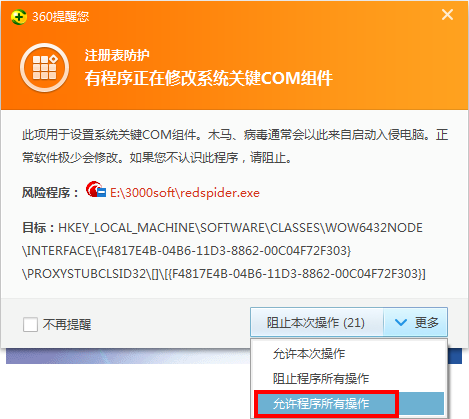 360提醒您
注册表防护
有程序正在修改系统关键COM组件
此项用于设置系统关键COM组件。木马、病毒通常会以此来自启动入侵电脑。正
常软件极少会修改。如果您不认识此程序，请阻止。
风险程序： E:\3000soft\redspider.exe
目标：HKEY_LOCAL_MACHINE\SOFTWARE\CLASSES\WOW6432NODE
\INTERFACE\{F4817E4B-04B6-11D3-8862-00C04F72F303}
\PROXYSTUBCLSID32\[]\[{F4817E4B-04B6-11D3-8862-00C04F72F303}]
不再提醒
阻止本次操作 (21)
更多
允许本次操作
阻止程序所有操作
允许程序所有操作